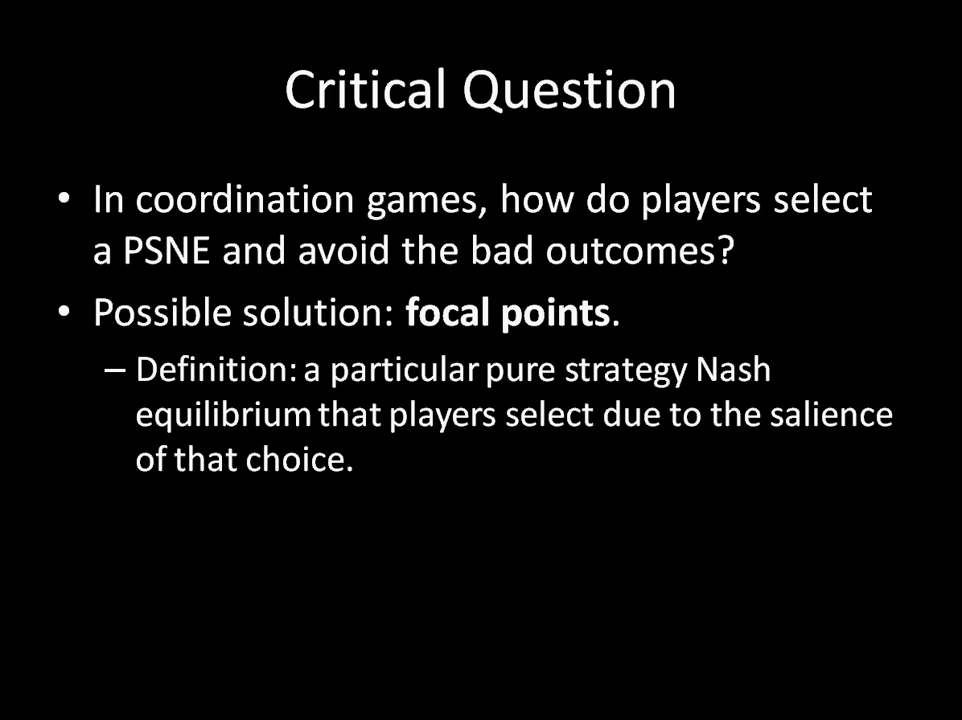 Critical Question
• In coordination games, how do players select
a PSNE and avoid the bad outcomes?
• Possible solution: focal points.
– Definition: a particular pure strategy Nash
equilibrium that players select due to the salience
of that choice.